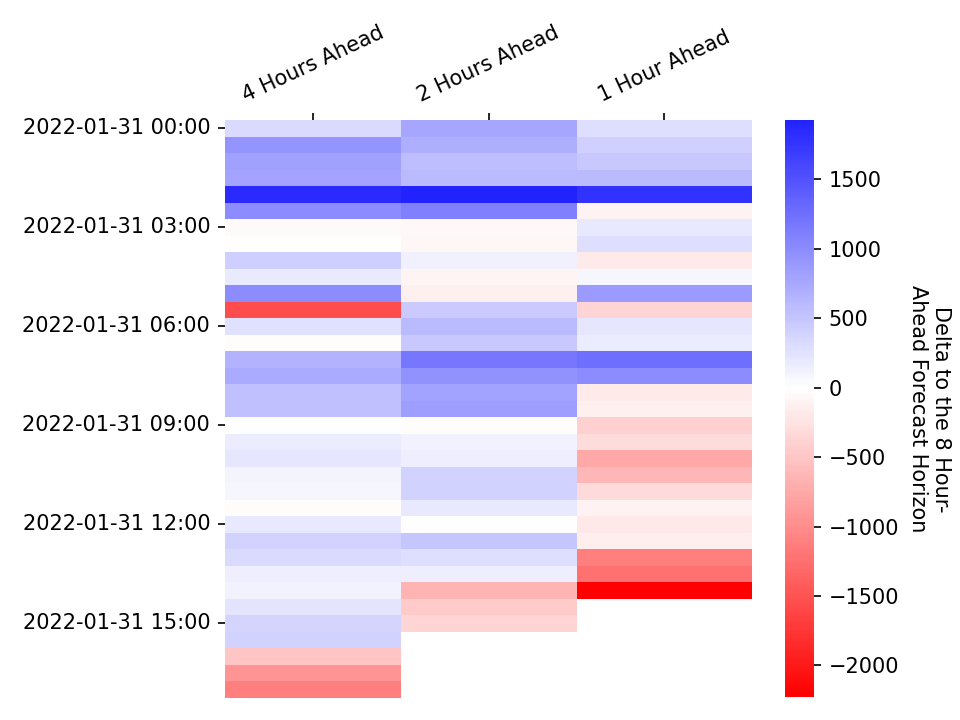 4 Hours Ahead
2 Hours Ahead
1 Hour Ahead
2022-01-31 00:00
2022-01-31 03:00
2022-01-31 06:00
2022-01-31 09:00
2022-01-31 12:00
2022-01-31 15:00
1500
1000
500
0
−500
−1000
−1500
−2000
Delta to the 8 Hour-
Ahead Forecast Horizon